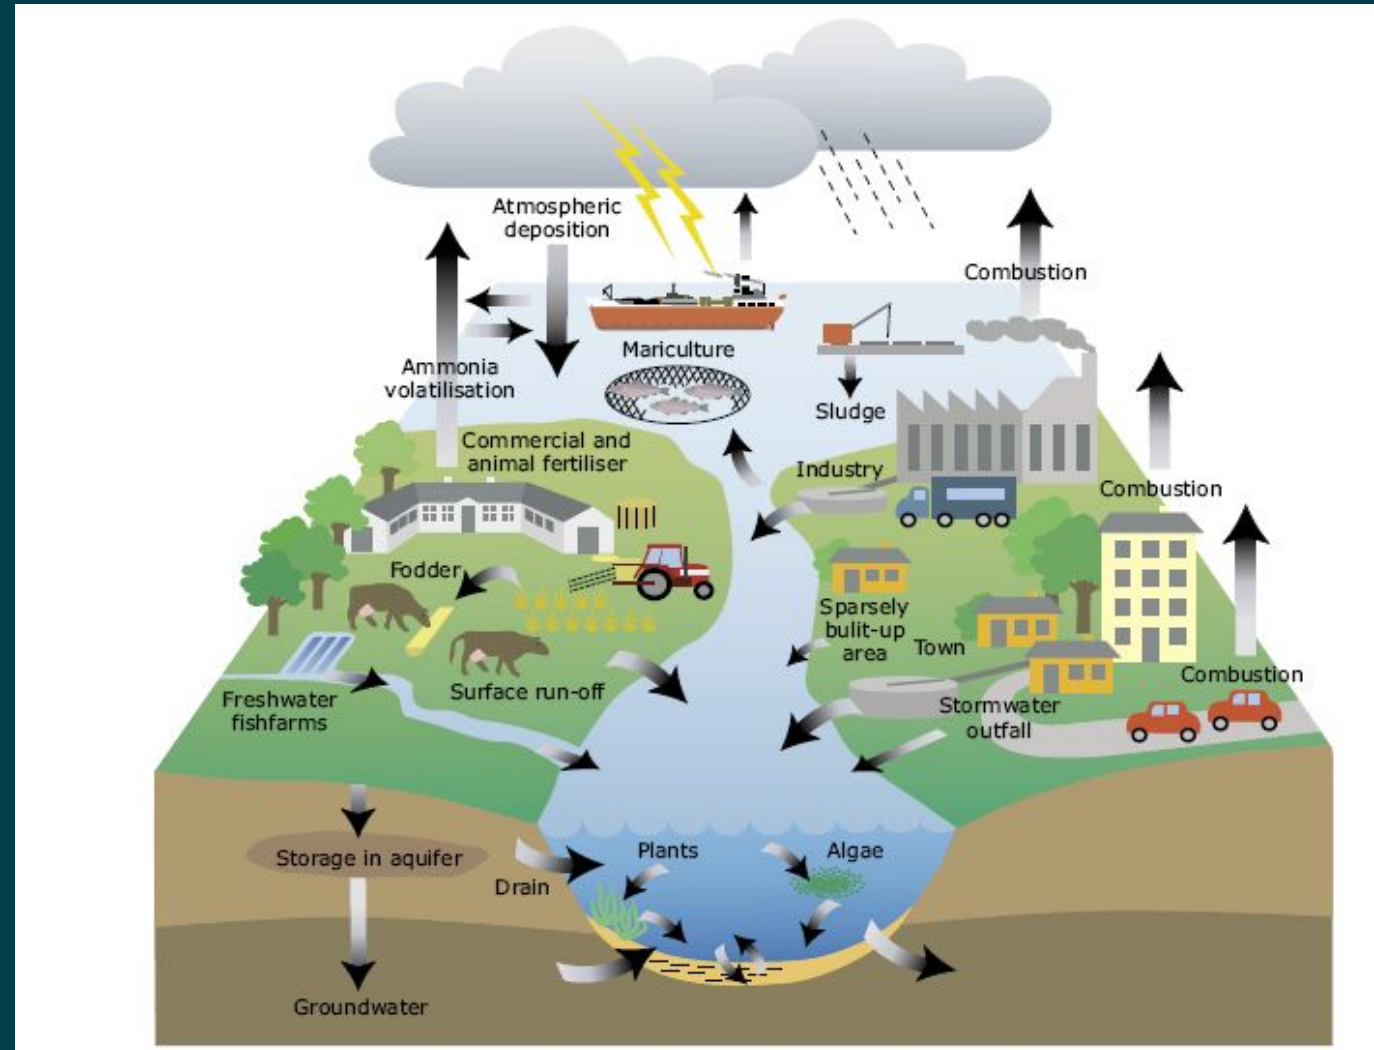 Atmospheric
deposition
Combustion
Mariculture
Ammonia
volatilisation
Sludge
Commercial and
animal fertiliser
Industry
Combustion
Fodder
Sparsely
bulit-up
area
Town
Combustion
Surface run-off
Freshwater
fishfarms
Stormwater
outfall
Storage in aquifer
Plants
Algae
Drain
Groundwater